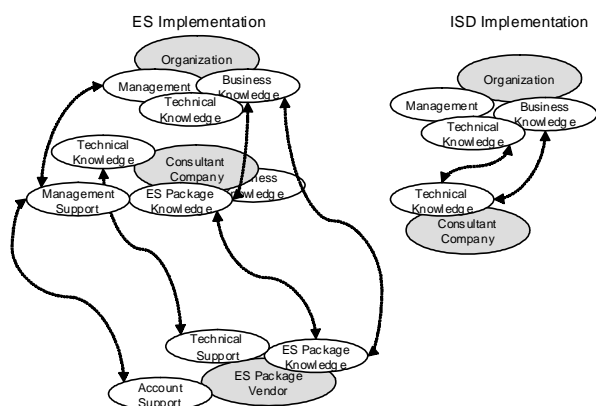 ES Implementation
ISD Implementation
Organization
Management
Business
Knowledge
Technical
Knowledge
Technical
Knowledge
Consultant
Company
Knowledge
Management
Support
ES Package
Knowledge
Technical
Support
ES Package
Knowledge
ES Package
Vendor
Account
Support
Organization
Management
Business
Knowledge
Technical
Knowledge
Technical
Knowledge
Consultant
Company